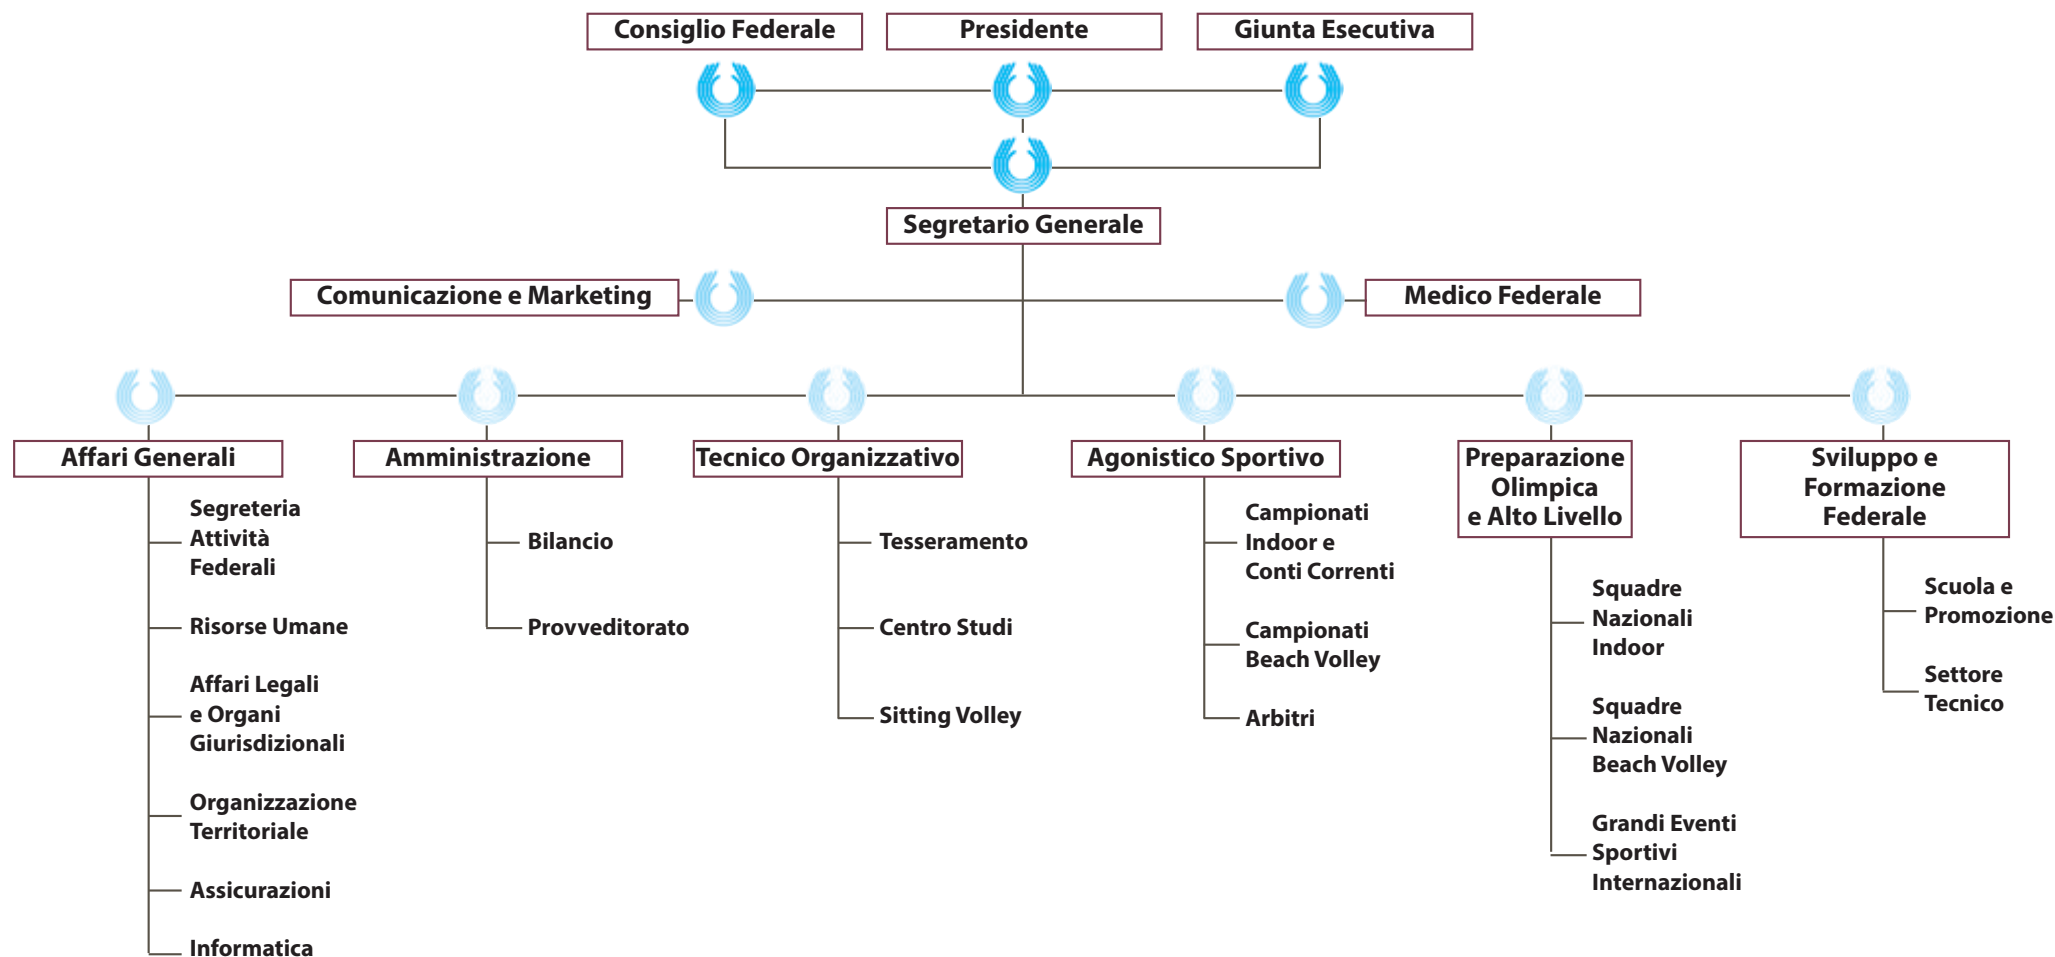 Consiglio Federale
Presidente
Giunta Esecutiva
Segretario Generale
Comunicazione e Marketing
Medico Federale
Affari Generali
Segreteria
Attività
Federali
Risorse Umane
Affari Legali
e Organi
Giurisdizionali
Organizzazione
Territoriale
Assicurazioni
Informatica
Amministrazione
Bilancio
Provveditorato
Tecnico Organizzativo
Tesseramento
Centro Studi
Sitting Volley
Agonistico Sportivo
Campionati
Indoor e
Conti Correnti
Campionati
Beach Volley
Arbitri
Preparazione
Olimpica
e Alto Livello
Squadre
Nazionali
Indoor
Squadre
Nazionali
Beach Volley
Grandi Eventi
Sportivi
Internazionali
Sviluppo e
Formazione
Federale
Scuola e
Promozione
Settore
Tecnico